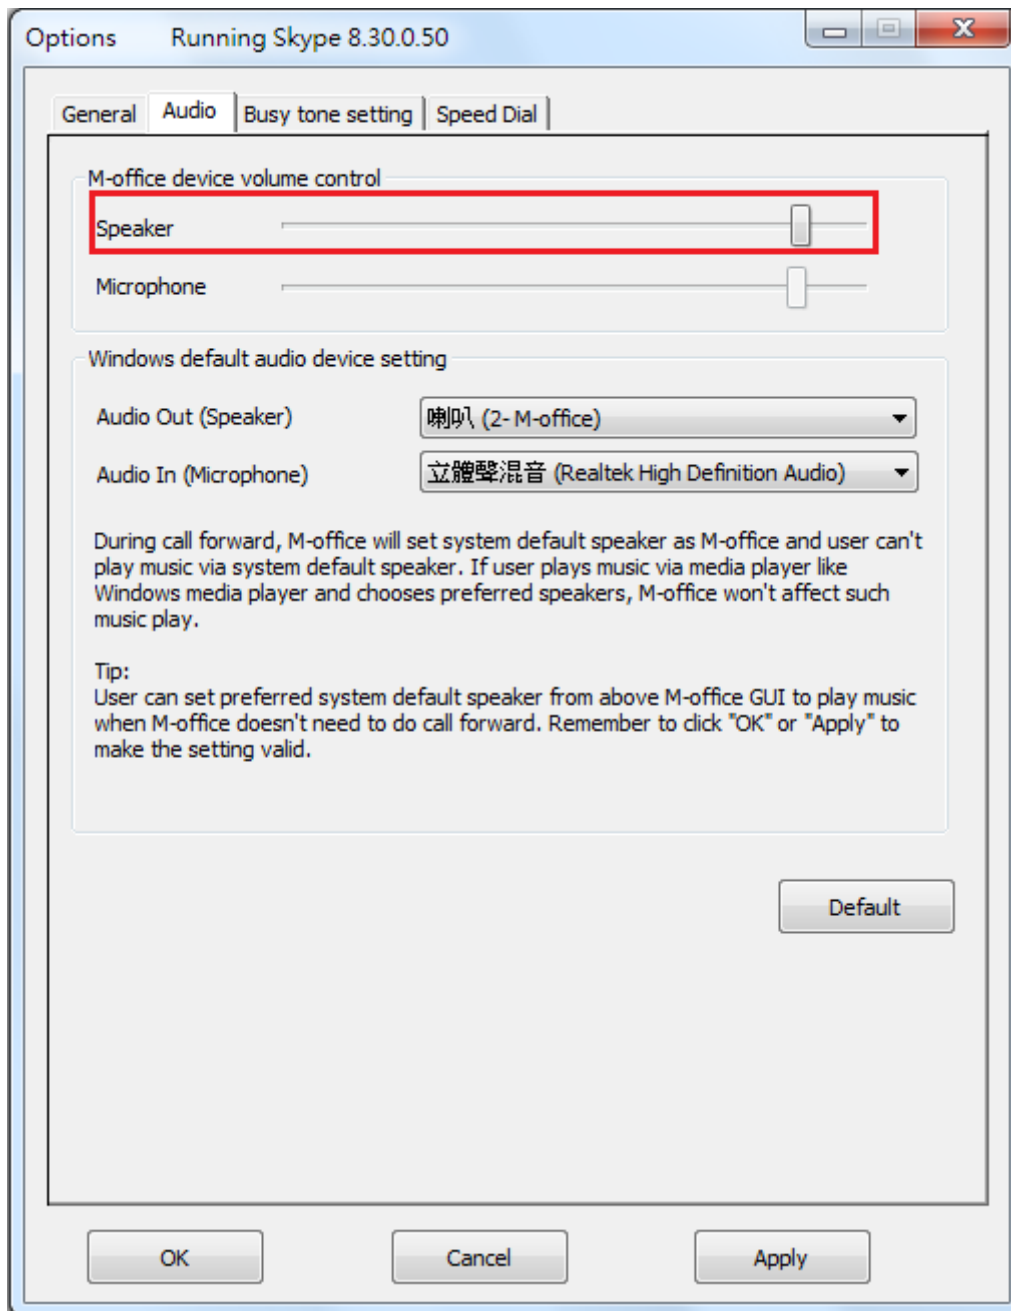 Options Running Skype 8.30.0.50
General Audio Busy tone setting Speed Dial
M-office device volume control
Speaker
Microphone
Windows default audio device setting
Audio Out (Speaker) 喇叭 (2- M-office)
Audio In (Microphone) 立體聲混音 (Realtek High Definition Audio)
During call forward, M-office will set system default speaker as M-office and user can't
play music via system default speaker. If user plays music via media player like
Windows media player and chooses preferred speakers, M-office won't affect such
music play.
Tip:
User can set preferred system default speaker from above M-office GUI to play music
when M-office doesn't need to do call forward. Remember to click "OK" or "Apply" to
make the setting valid.
Default
OK Cancel Apply